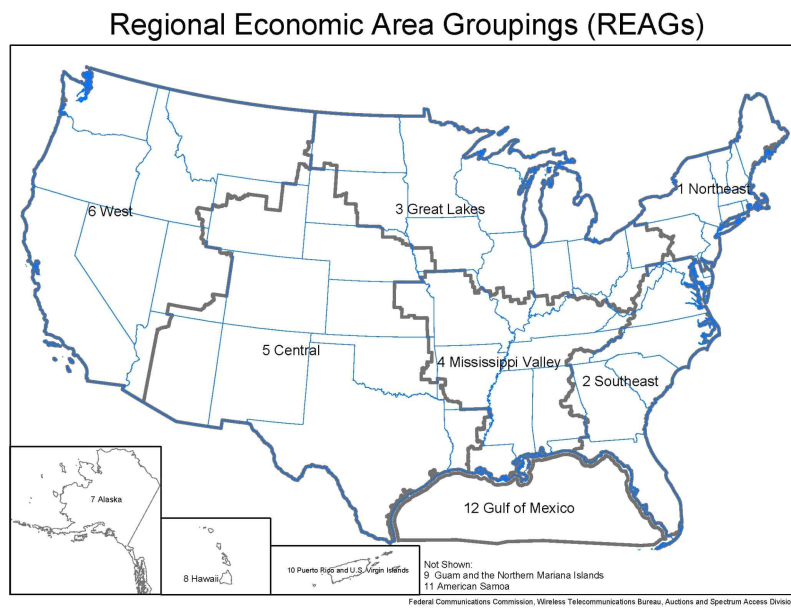 Regional Economic Area Groupings (REAGs)
1 Northeast
3 Great Lakes
6 West
5 Central
4 Mississippi Valley
2 Southeast
7 Alaska
12 Gulf of Mexico
8 Hawaii
10 Puerto Rico and U.S. Virgin Islands
Not Shown:
9 Guam and the Northern Mariana Islands
11 American Samoa
Federal Communications Commission, Wireless Telecommunications Bureau, Auctions and Spectrum Access Divisio